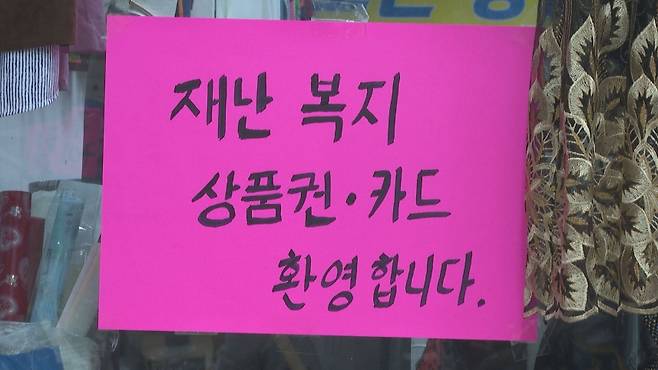 재난 복지
상품권·카드
환영합니다.